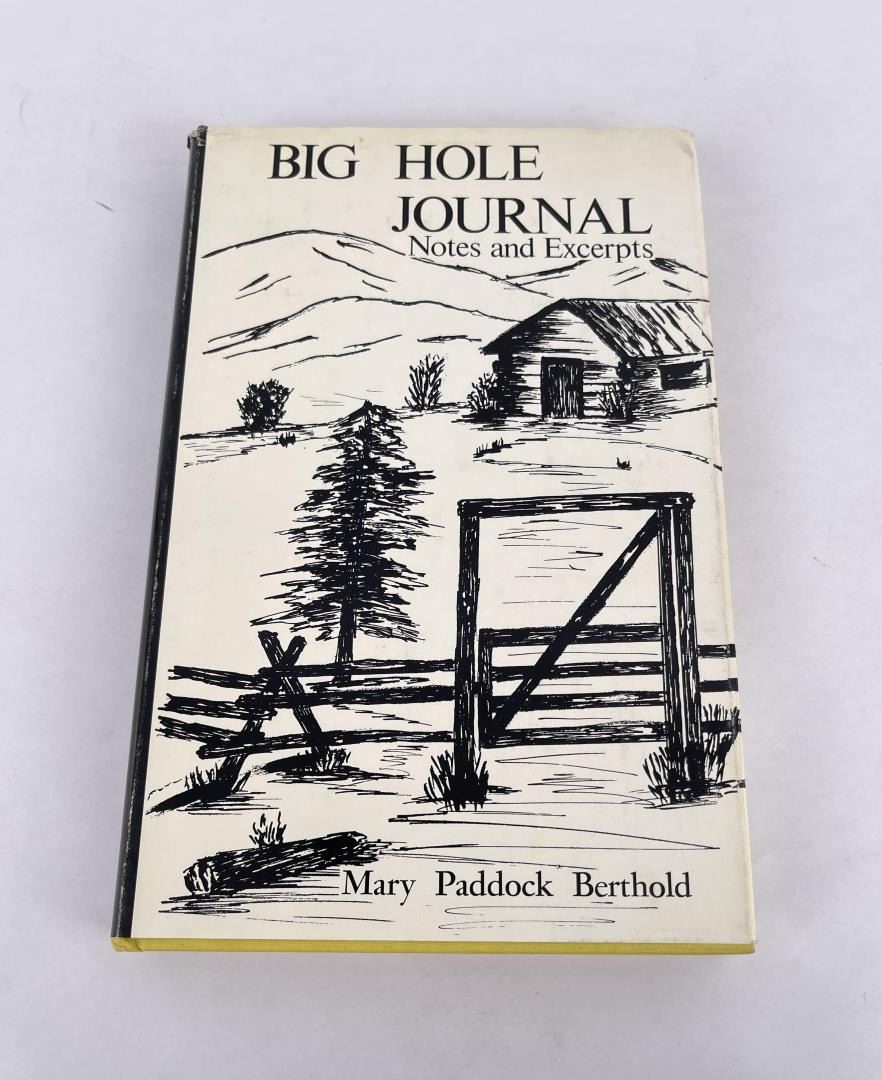 BIG HOLE
JOURNAL
Notes and Excerpts
Mary Paddock Berthold